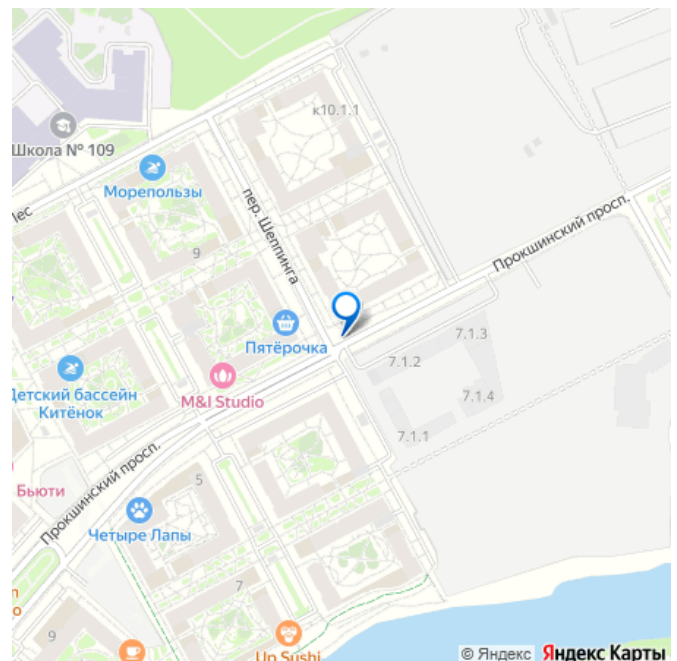 к10.1.1
Школа № 109
Морепользы
Лес
пер. Шеппинга
9
Прокшинский просп.
Пятёрочка
7.1.3
7.1.2
Детский бассейн
Китёнок
M&I Studio
7.1.4
7.1.1
Прокшинский просп.
Бьюти
5
Четыре Лапы
7
9
Up Sushi
© Яндекс Яндекс Карты